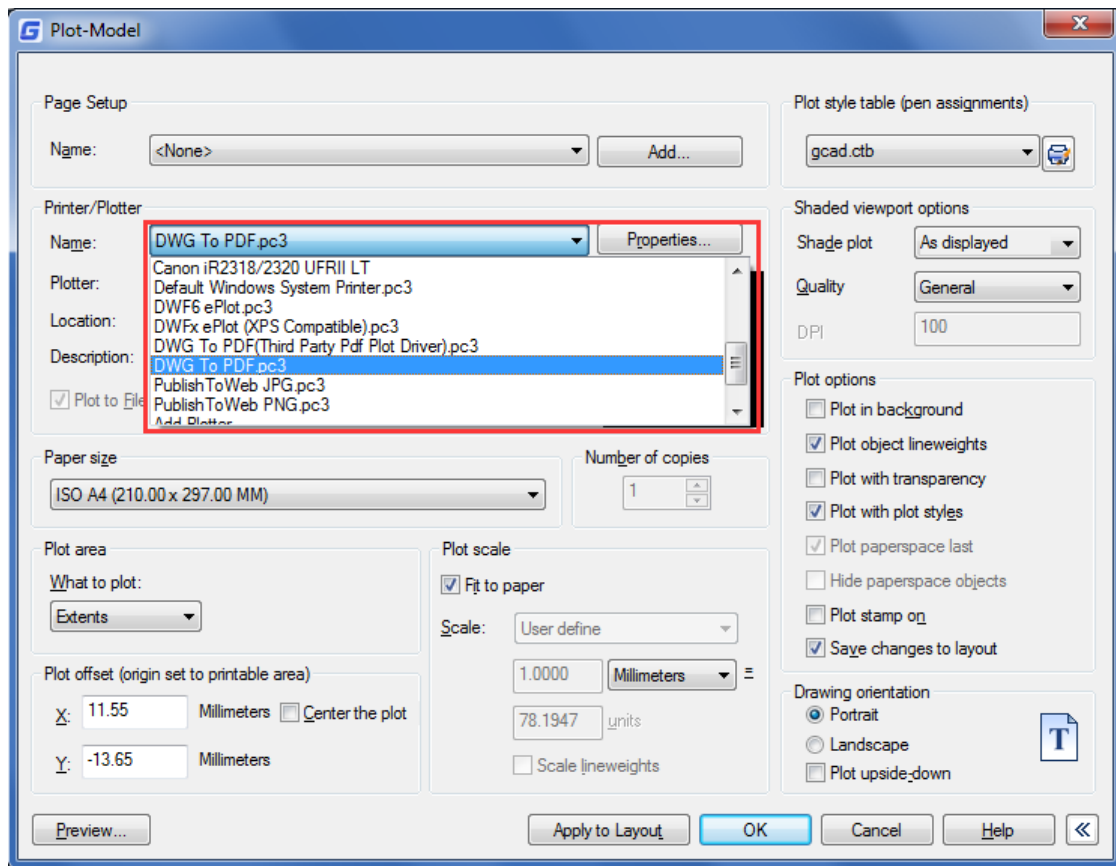 Plot-Model
Page Setup
Name: <None> Add...
Plot style table (pen assignments)
gcad.ctb
Printer/Plotter
Name: DWG To PDF.pc3 Properties...
Canon iR2318/2320 UFRII LT
Default Windows System Printer.pc3
DWF6 ePlot.pc3
DWFx ePlot (XPS Compatible).pc3
DWG To PDF(Third Party Pdf Plot Driver).pc3
DWG To PDF.pc3
PublishToWeb JPG.pc3
PublishToWeb PNG.pc3
Add Plotter
Plotter:
Location:
Description:
Plot to File
Shaded viewport options
Shade plot As displayed
Quality General
DPI 100
Paper size
ISO A4 (210.00 x 297.00 MM)
Number of copies
1
Plot options
Plot in background
Plot object lineweights
Plot with transparency
Plot with plot styles
Plot paperspace last
Hide paperspace objects
Plot stamp on
Save changes to layout
Plot area
What to plot:
Extents
Plot scale
Fit to paper
Scale: User define
1.0000 Millimeters =
78.1947 units
Scale lineweights
Plot offset (origin set to printable area)
X: 11.55 Millimeters Center the plot
Y: -13.65 Millimeters
Drawing orientation
Portrait
Landscape
Plot upside-down
T
Preview... Apply to Layout OK Cancel Help